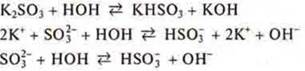 K₂SO₃ + HOH ⇄ KHSO₃ + KOH
2K⁺ + SO₃²⁻ + HOH ⇄ HSO₃⁻ + 2K⁺ + OH⁻
SO₃²⁻ + HOH ⇄ HSO₃⁻ + OH⁻